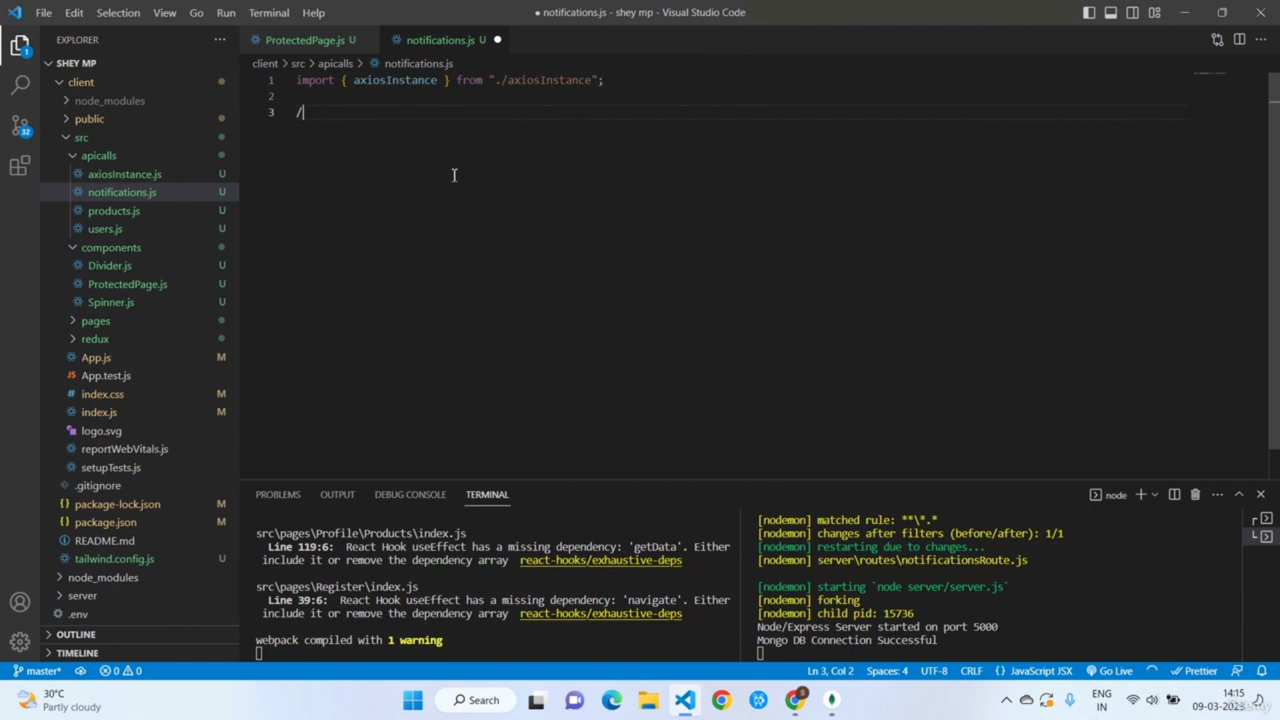 File Edit Selection View Go Run Terminal Help
● notifications.js - shey mp - Visual Studio Code
EXPLORER
ProtectedPage.js U
notifications.js U
SHEY MP
client
node_modules
public
src
apicalls
axiosInstance.js U
notifications.js U
products.js U
users.js U
components
Divider.js U
ProtectedPage.js U
Spinner.js U
pages
redux
App.js M
JS App.test.js
# index.css M
index.js M
logo.svg
reportWebVitals.js
setupTests.js
.gitignore
{} package-lock.json M
{} package.json M
README.md
tailwind.config.js U
node_modules
server
.env
OUTLINE
TIMELINE
1
32
client > src > apicalls > notifications.js
1 import { axiosInstance } from "./axiosInstance";
2
3 /
PROBLEMS OUTPUT DEBUG CONSOLE TERMINAL
node
src\pages\Profile\Products\index.js
Line 119:6: React Hook useEffect has a missing dependency: 'getData'. Either
include it or remove the dependency array react-hooks/exhaustive-deps
src\pages\Register\index.js
Line 39:6: React Hook useEffect has a missing dependency: 'navigate'. Either
include it or remove the dependency array react-hooks/exhaustive-deps
webpack compiled with 1 warning
[nodemon] matched rule: **\*.*
[nodemon] changes after filters (before/after): 1/1
[nodemon] restarting due to changes...
[nodemon] server\routes\notificationsRoute.js
[nodemon] starting `node server/server.js`
[nodemon] forking
[nodemon] child pid: 15736
Node/Express Server started on port 5000
Mongo DB Connection Successful
master* 0 0
Ln 3, Col 2 Spaces: 4 UTF-8 CRLF {} JavaScript JSX Go Live Prettier
30°C
Partly cloudy
Search
5
ENG
IN
14:15
09-03-2023